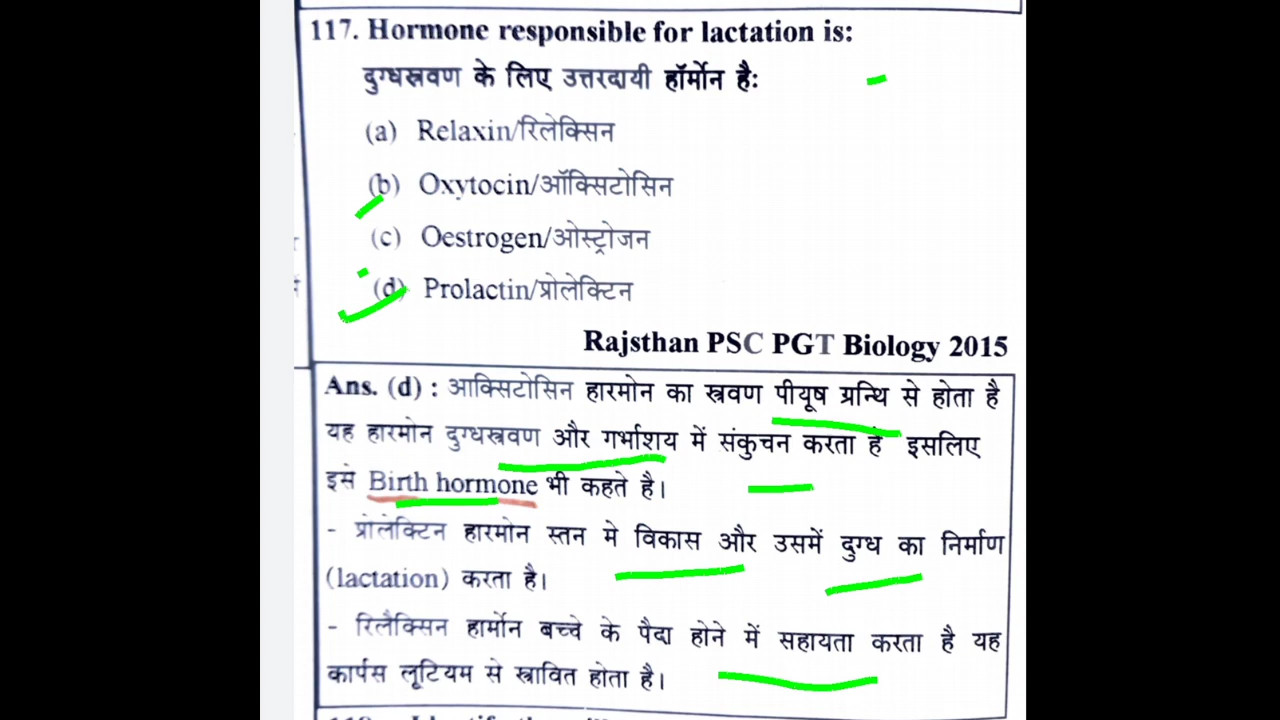 117. Hormone responsible for lactation is:
दुग्धस्रवण के लिए उत्तरदायी हॉर्मोन है:
(a) Relaxin/रिलेक्सिन
(b) Oxytocin/ऑक्सिटोसिन
(c) Oestrogen/ओस्ट्रोजन
(d) Prolactin/प्रोलेक्टिन
Rajsthan PSC PGT Biology 2015
Ans. (d) : आक्सिटोसिन हारमोन का स्त्रवण पीयूष ग्रन्थि से होता है
यह हारमोन दुग्धस्त्रवण और गर्भाशय में संकुचन करता है इसलिए
इसे Birth hormone भी कहते है।
- प्रोलेक्टिन हारमोन स्तन मे विकास और उसमें दुग्ध का निर्माण
(lactation) करता है।
- रिलैक्सिन हार्मोन बच्चे के पैदा होने में सहायता करता है यह
कार्पस लूटियम से स्त्रावित होता है।